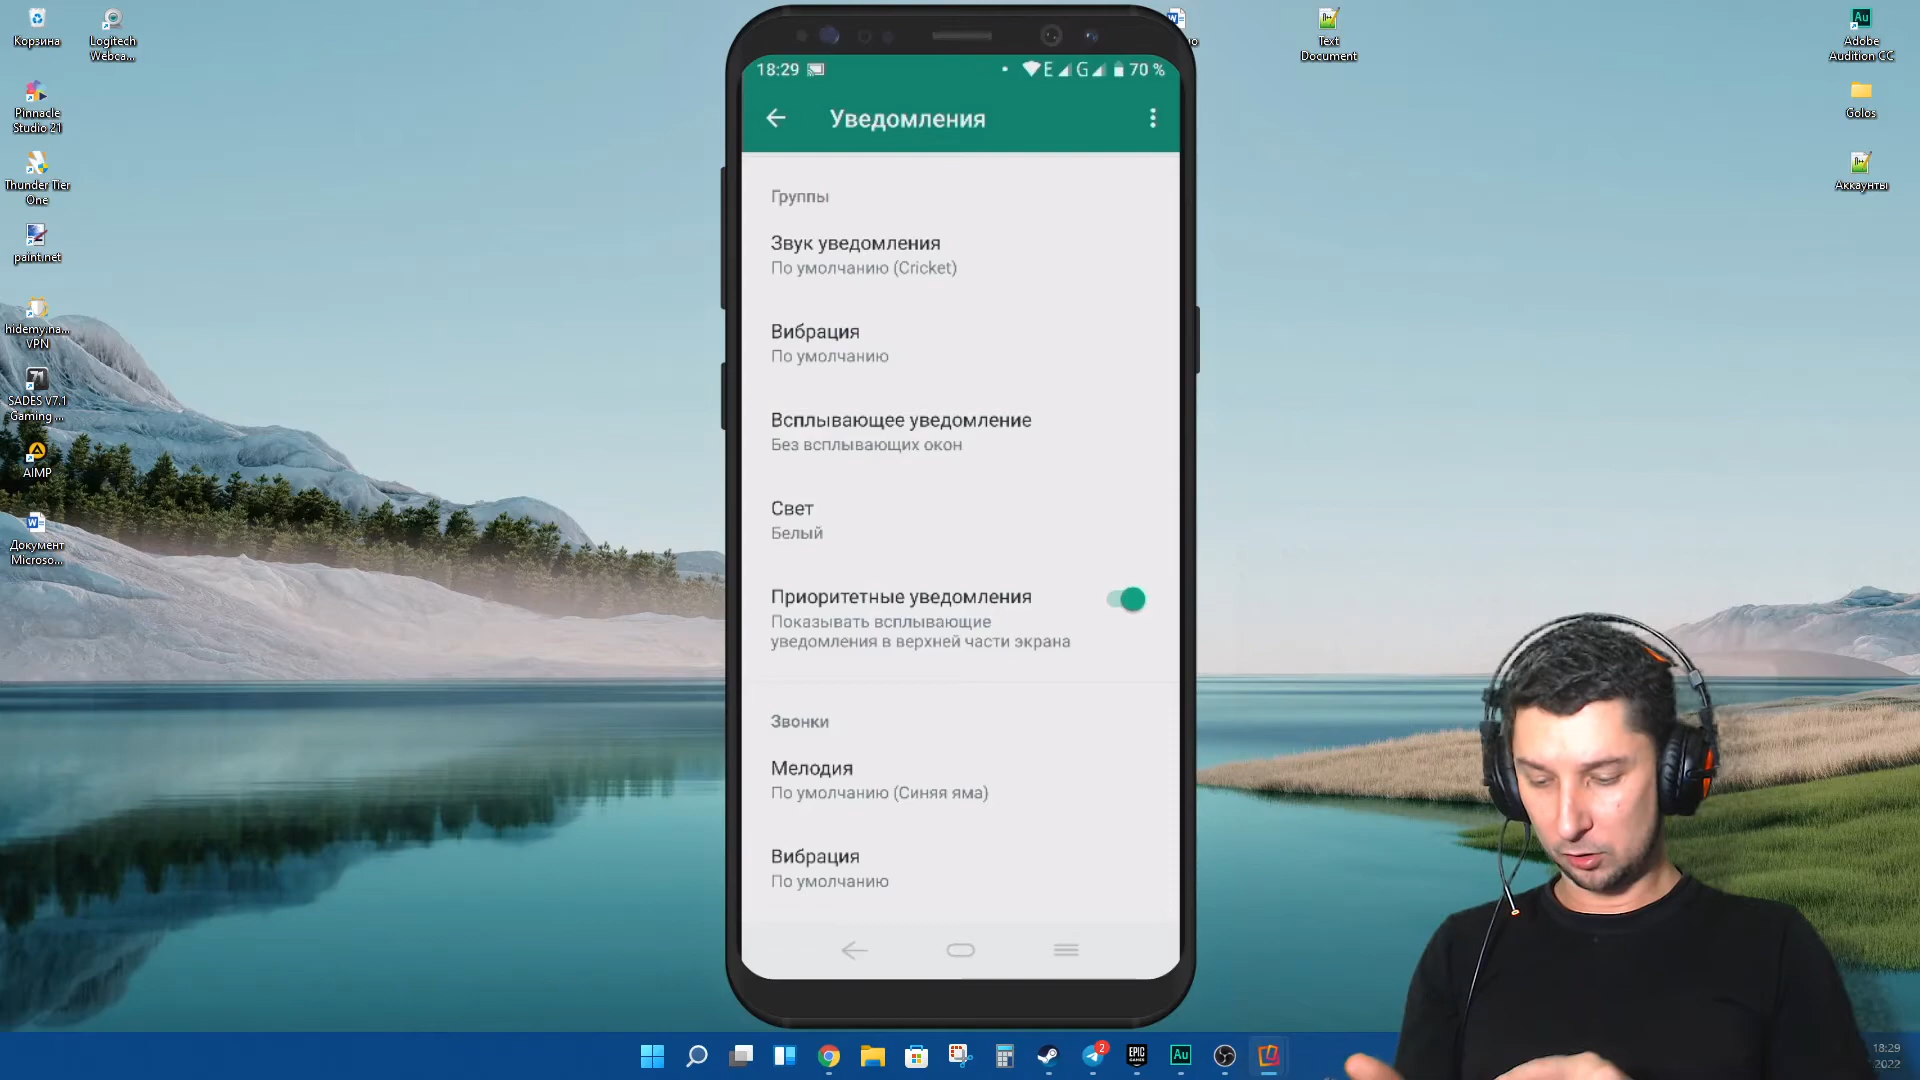 Корзина
Logitech
Webca...
Pinnacle
Studio 21
Thunder Tier
One
paint.net
hidemy.na...
VPN
71
SADES V7.1
Gaming ...
AIMP
Документ
Microso...
18:29
E
G
70 %
Уведомления
Группы
Звук уведомления
По умолчанию (Cricket)
Вибрация
По умолчанию
Всплывающее уведомление
Без всплывающих окон
Свет
Белый
Приоритетные уведомления
Показывать всплывающие
уведомления в верхней части экрана
Звонки
Мелодия
По умолчанию (Синяя яма)
Вибрация
По умолчанию
Text
Document
Au
Adobe
Audition CC
Golos
Аккаунты
2
EPIC
GAMES
Au
18:29
2022